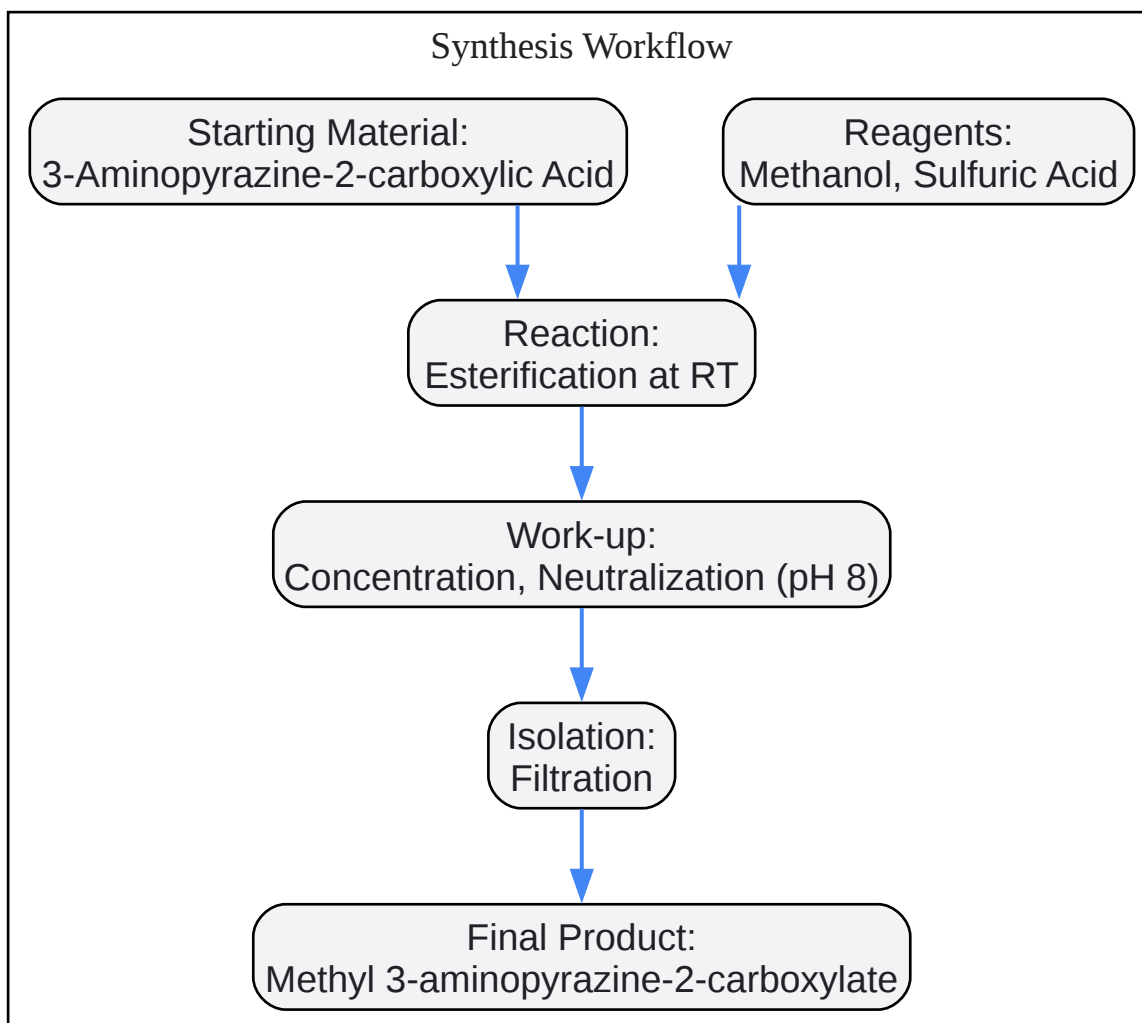 Synthesis Workflow
Starting Material:
3-Aminopyrazine-2-carboxylic Acid
Reagents:
Methanol, Sulfuric Acid
Reaction:
Esterification at RT
Work-up:
Concentration, Neutralization (pH 8)
Isolation:
Filtration
Final Product:
Methyl 3-aminopyrazine-2-carboxylate